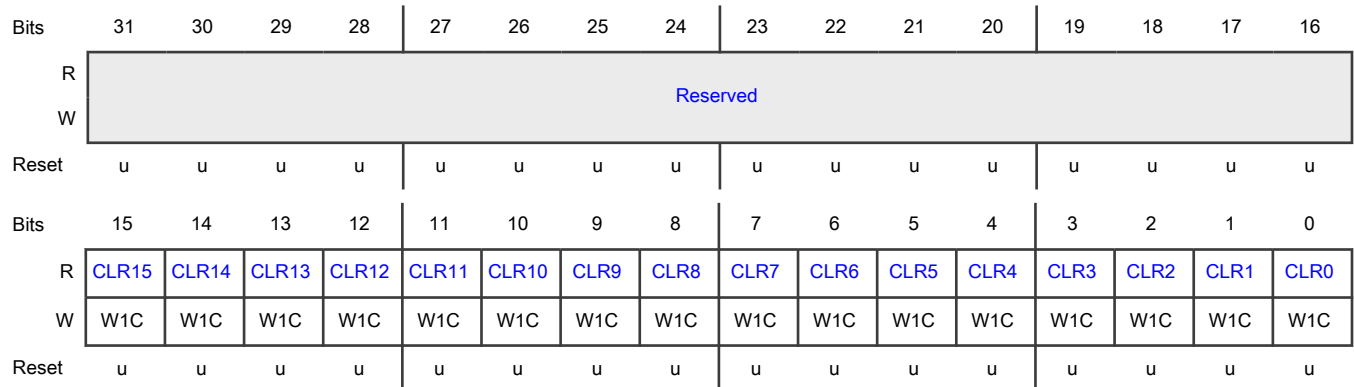 Bits 31 30 29 28 27 26 25 24 23 22 21 20 19 18 17 16
R
Reserved
W
Reset u u u u u u u u u u u u u u u u
Bits 15 14 13 12 11 10 9 8 7 6 5 4 3 2 1 0
R CLR15 CLR14 CLR13 CLR12 CLR11 CLR10 CLR9 CLR8 CLR7 CLR6 CLR5 CLR4 CLR3 CLR2 CLR1 CLR0
W W1C W1C W1C W1C W1C W1C W1C W1C W1C W1C W1C W1C W1C W1C W1C W1C
Reset u u u u u u u u u u u u u u u u